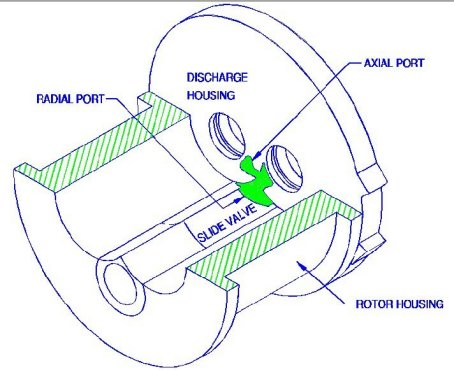 AXIAL PORT
DISCHARGE
HOUSING
RADIAL PORT
SLIDE VALVE
ROTOR HOUSING